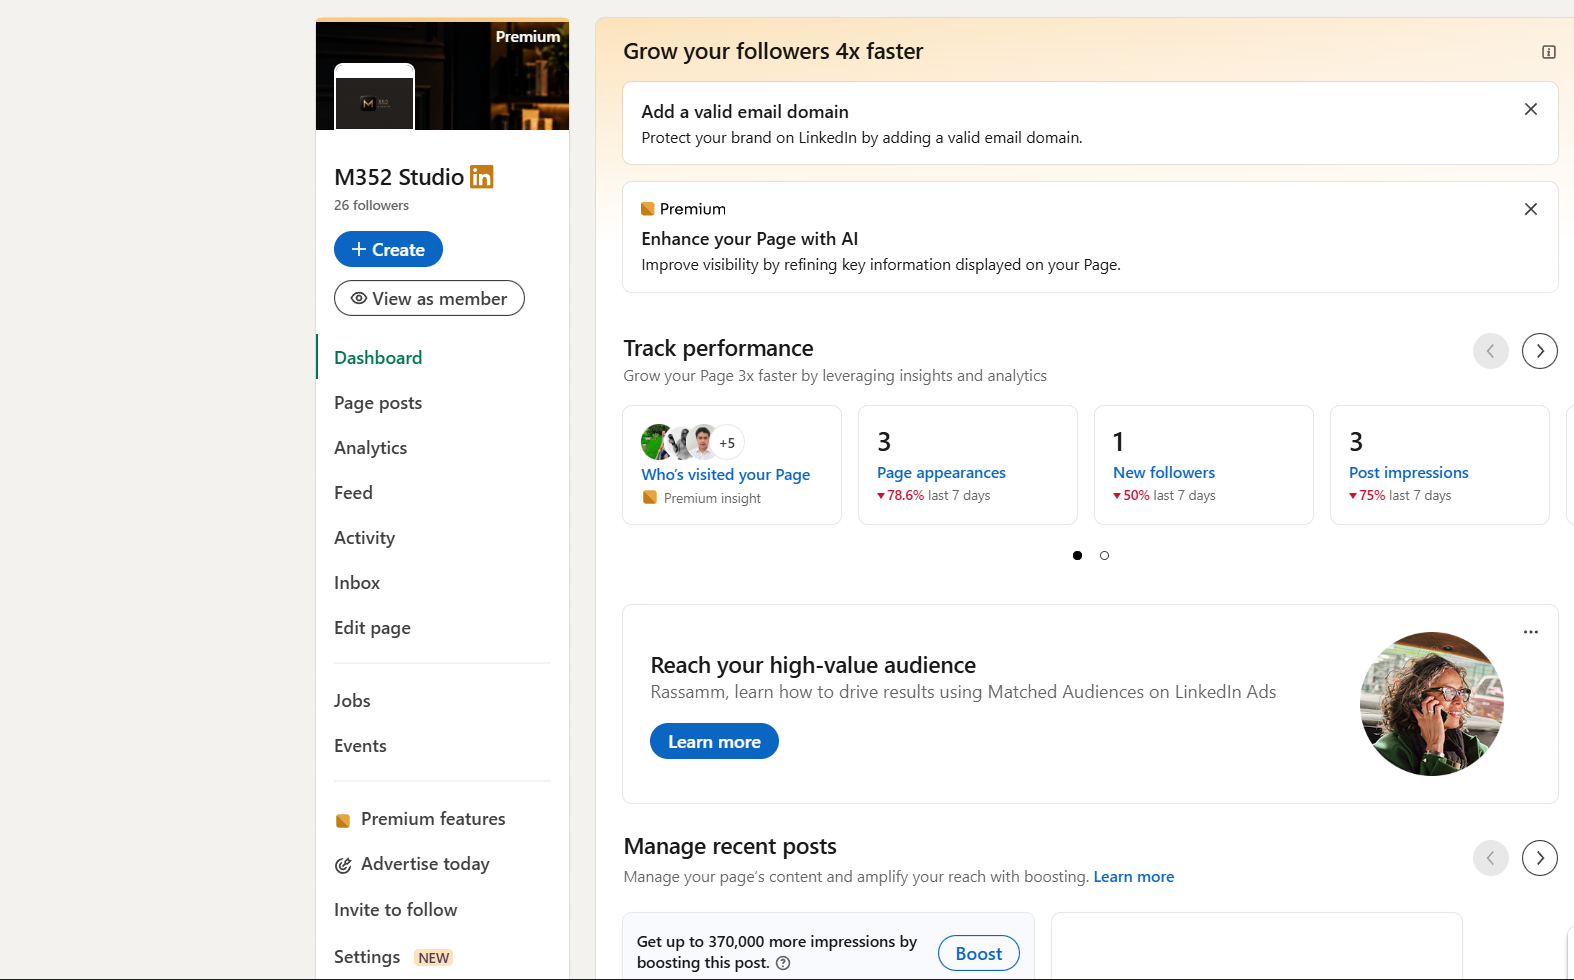 Premium
M352 Studio in
26 followers
+ Create
View as member
Dashboard
Page posts
Analytics
Feed
Activity
Inbox
Edit page
Jobs
Events
Premium features
Advertise today
Invite to follow
Settings NEW
Grow your followers 4x faster
Add a valid email domain
Protect your brand on LinkedIn by adding a valid email domain.
Premium
Enhance your Page with AI
Improve visibility by refining key information displayed on your Page.
Track performance
Grow your Page 3x faster by leveraging insights and analytics
+5
Who's visited your Page
Premium insight
3
Page appearances
▾78.6% last 7 days
1
New followers
▾50% last 7 days
3
Post impressions
▾75% last 7 days
Reach your high-value audience
Rassamm, learn how to drive results using Matched Audiences on LinkedIn Ads
Learn more
Manage recent posts
Manage your page's content and amplify your reach with boosting. Learn more
Get up to 370,000 more impressions by
boosting this post.
Boost